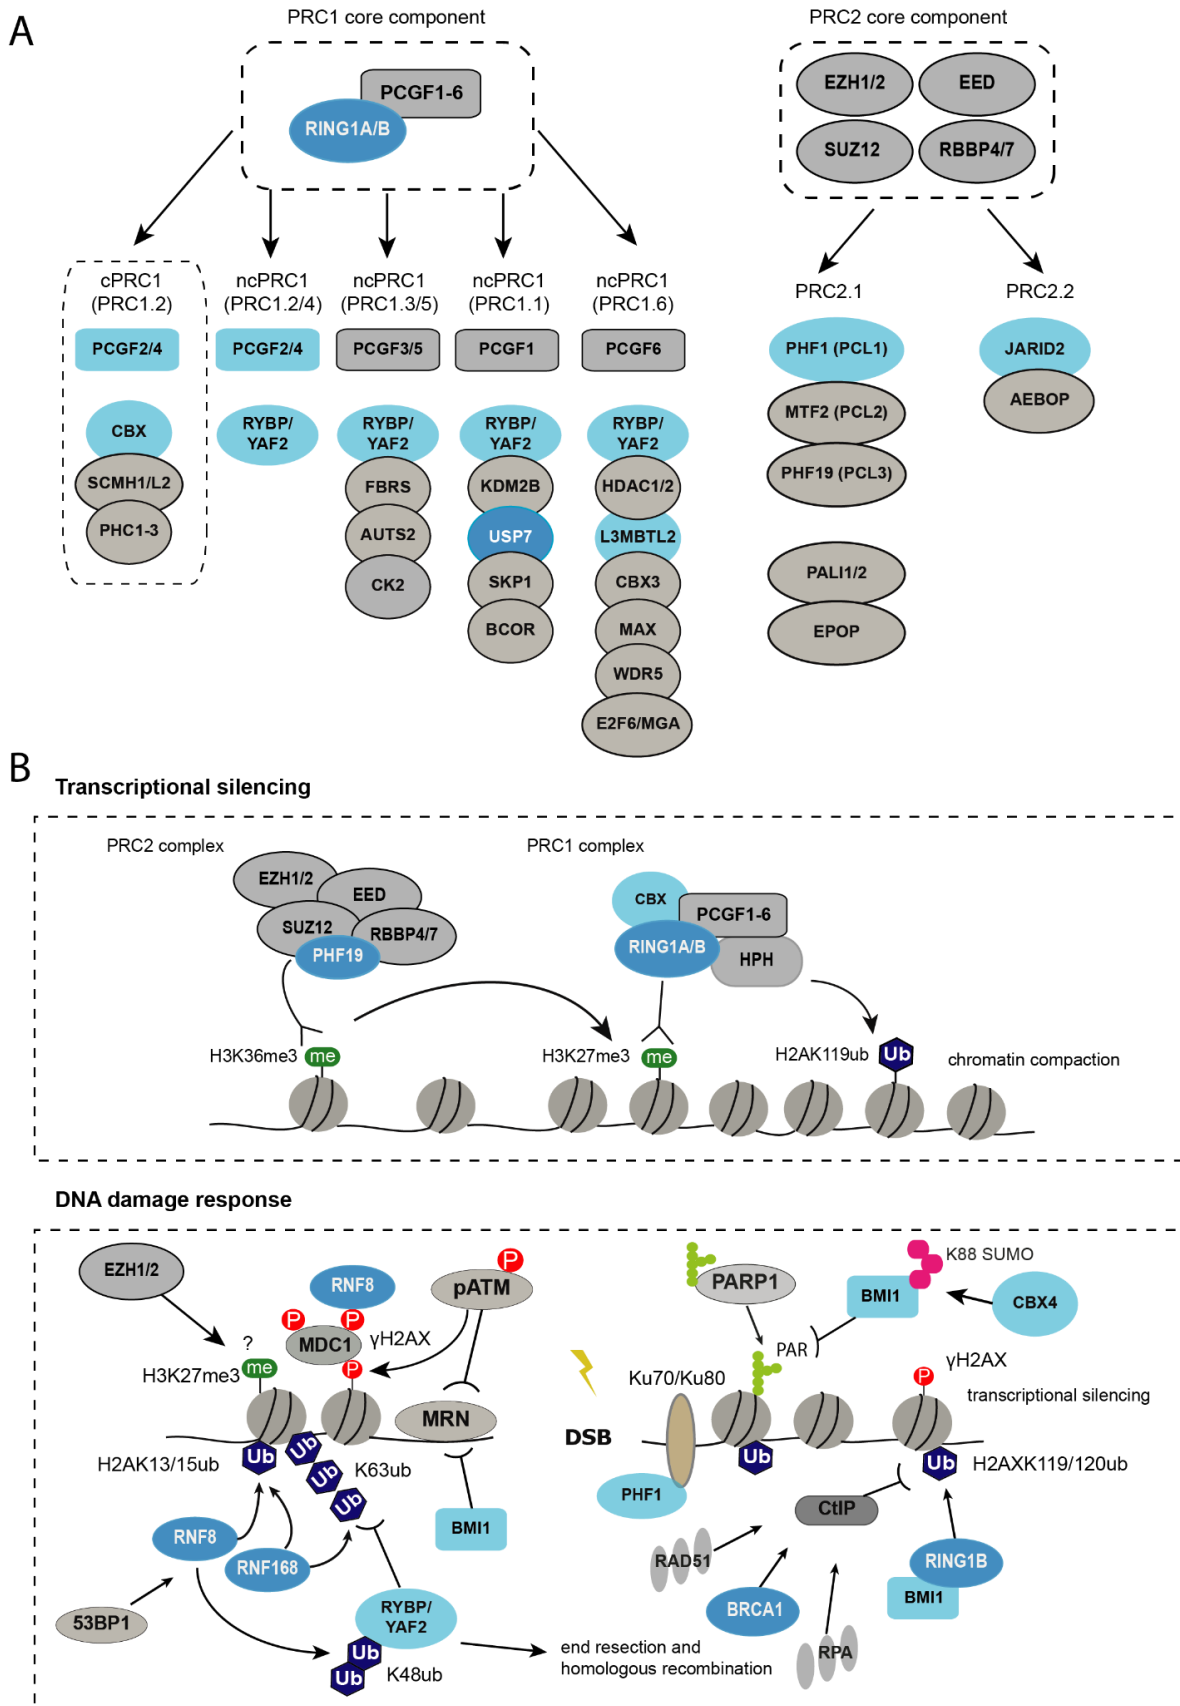 A
PRC1 core component
PCGF1-6
RING1A/B
PRC2 core component
EZH1/2
EED
SUZ12
RBBP4/7
cPRC1
(PRC1.2)
PCGF2/4
CBX
SCMH1/L2
PHC1-3
ncPRC1
(PRC1.2/4)
PCGF2/4
RYBP/
YAF2
ncPRC1
(PRC1.3/5)
PCGF3/5
RYBP/
YAF2
FBRS
AUTS2
CK2
ncPRC1
(PRC1.1)
PCGF1
RYBP/
YAF2
KDM2B
USP7
SKP1
BCOR
ncPRC1
(PRC1.6)
PCGF6
RYBP/
YAF2
HDAC1/2
L3MBTL2
CBX3
MAX
WDR5
E2F6/MGA
PRC2.1
PHF1 (PCL1)
MTF2 (PCL2)
PHF19 (PCL3)
PALI1/2
EPOP
PRC2.2
JARID2
AEBOP
B
Transcriptional silencing
PRC2 complex
EZH1/2
EED
SUZ12
RBBP4/7
PHF19
PRC1 complex
CBX
PCGF1-6
RING1A/B
HPH
H3K36me3
me
H3K27me3
me
H2AK119ub
Ub
chromatin compaction
DNA damage response
EZH1/2
RNF8
P
pATM
P
P
MDC1
γH2AX
?
H3K27me3
me
P
MRN
H2AK13/15ub
Ub
Ub
Ub
Ub
K63ub
BMI1
RNF8
RNF168
53BP1
RYBP/
YAF2
Ub
Ub
K48ub
end resection and
homologous recombination
PARP1
K88 SUMO
BMI1
CBX4
PAR
γH2AX
P
transcriptional silencing
Ku70/Ku80
DSB
Ub
Ub
H2AXK119/120ub
PHF1
CtIP
RAD51
RING1B
BMI1
BRCA1
RPA